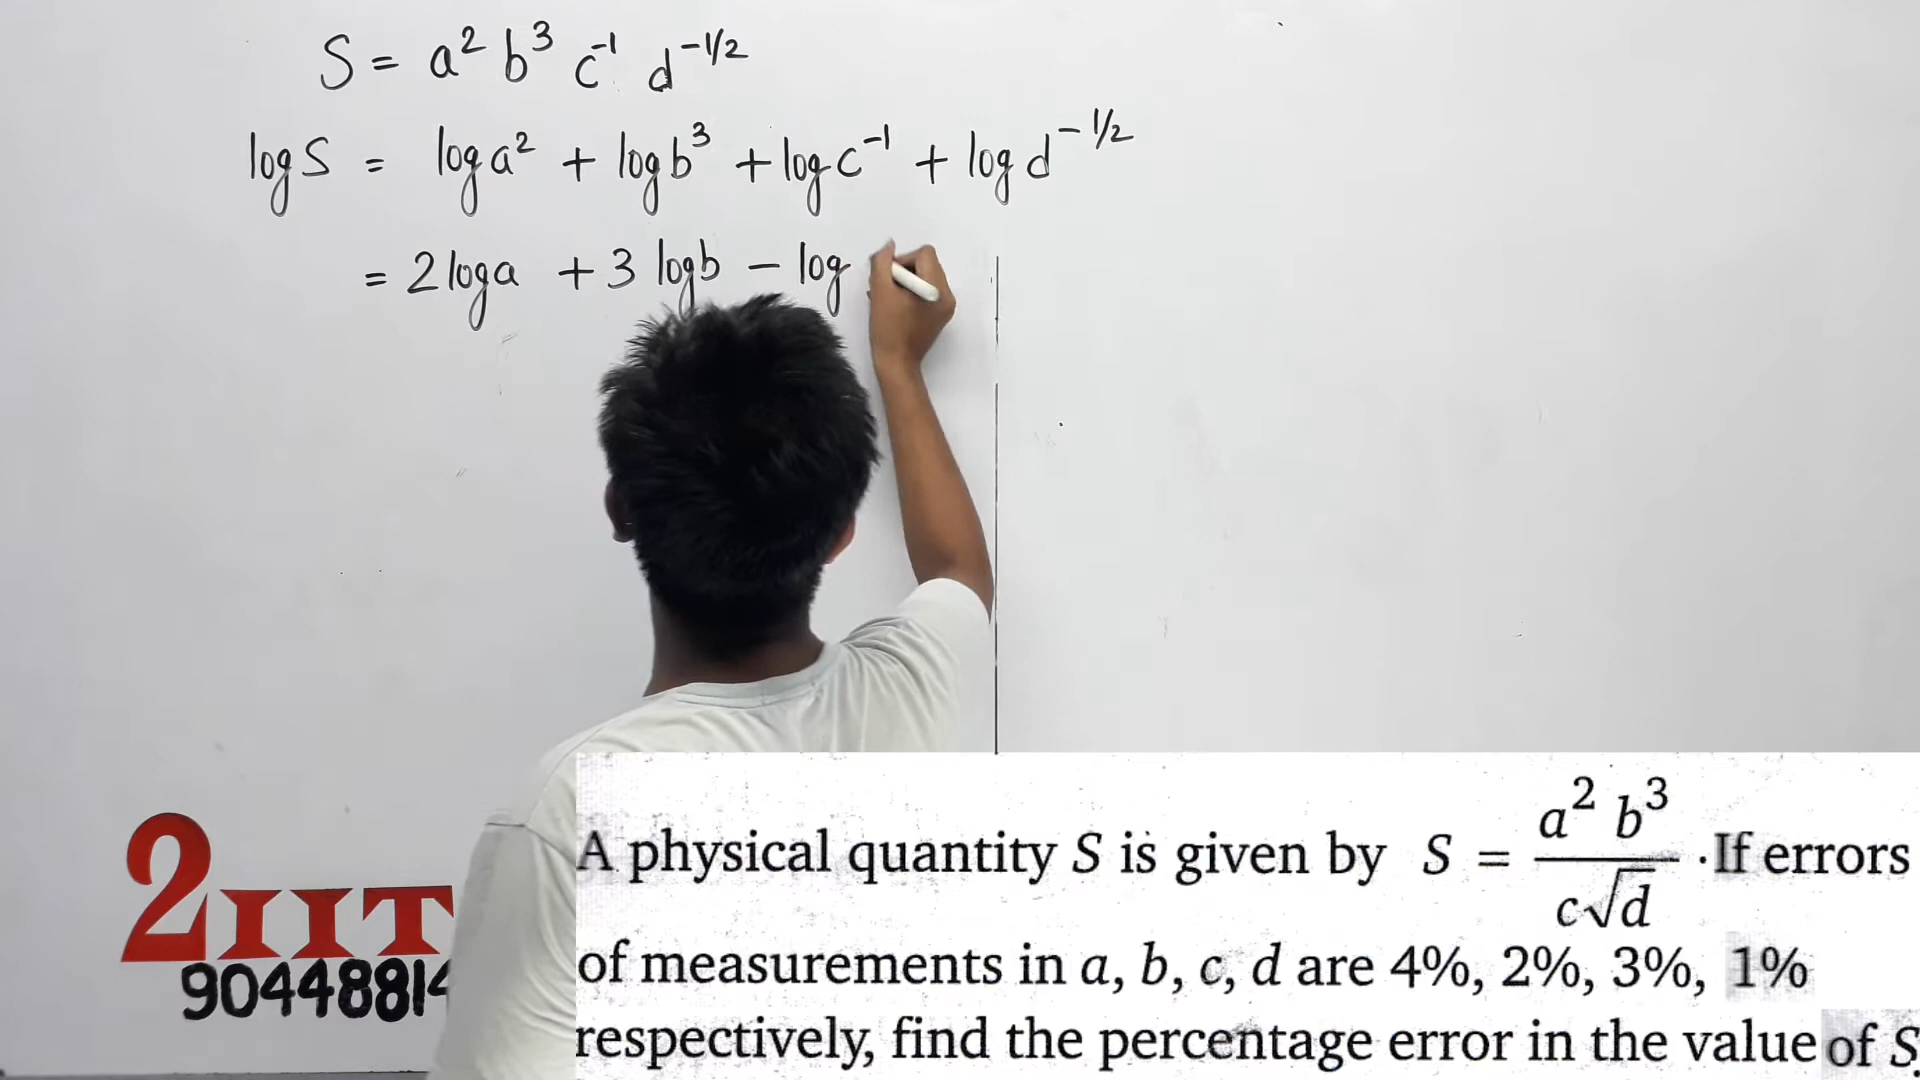 S = a² b³ c⁻¹ d⁻¹/²
log S = log a² + log b³ + log c⁻¹ + log d⁻¹/²
= 2 log a + 3 log b − log
2IIT
90448814
A physical quantity S is given by S = a² b³ / c√d . If errors
of measurements in a, b, c, d are 4%, 2%, 3%, 1%
respectively, find the percentage error in the value of S.